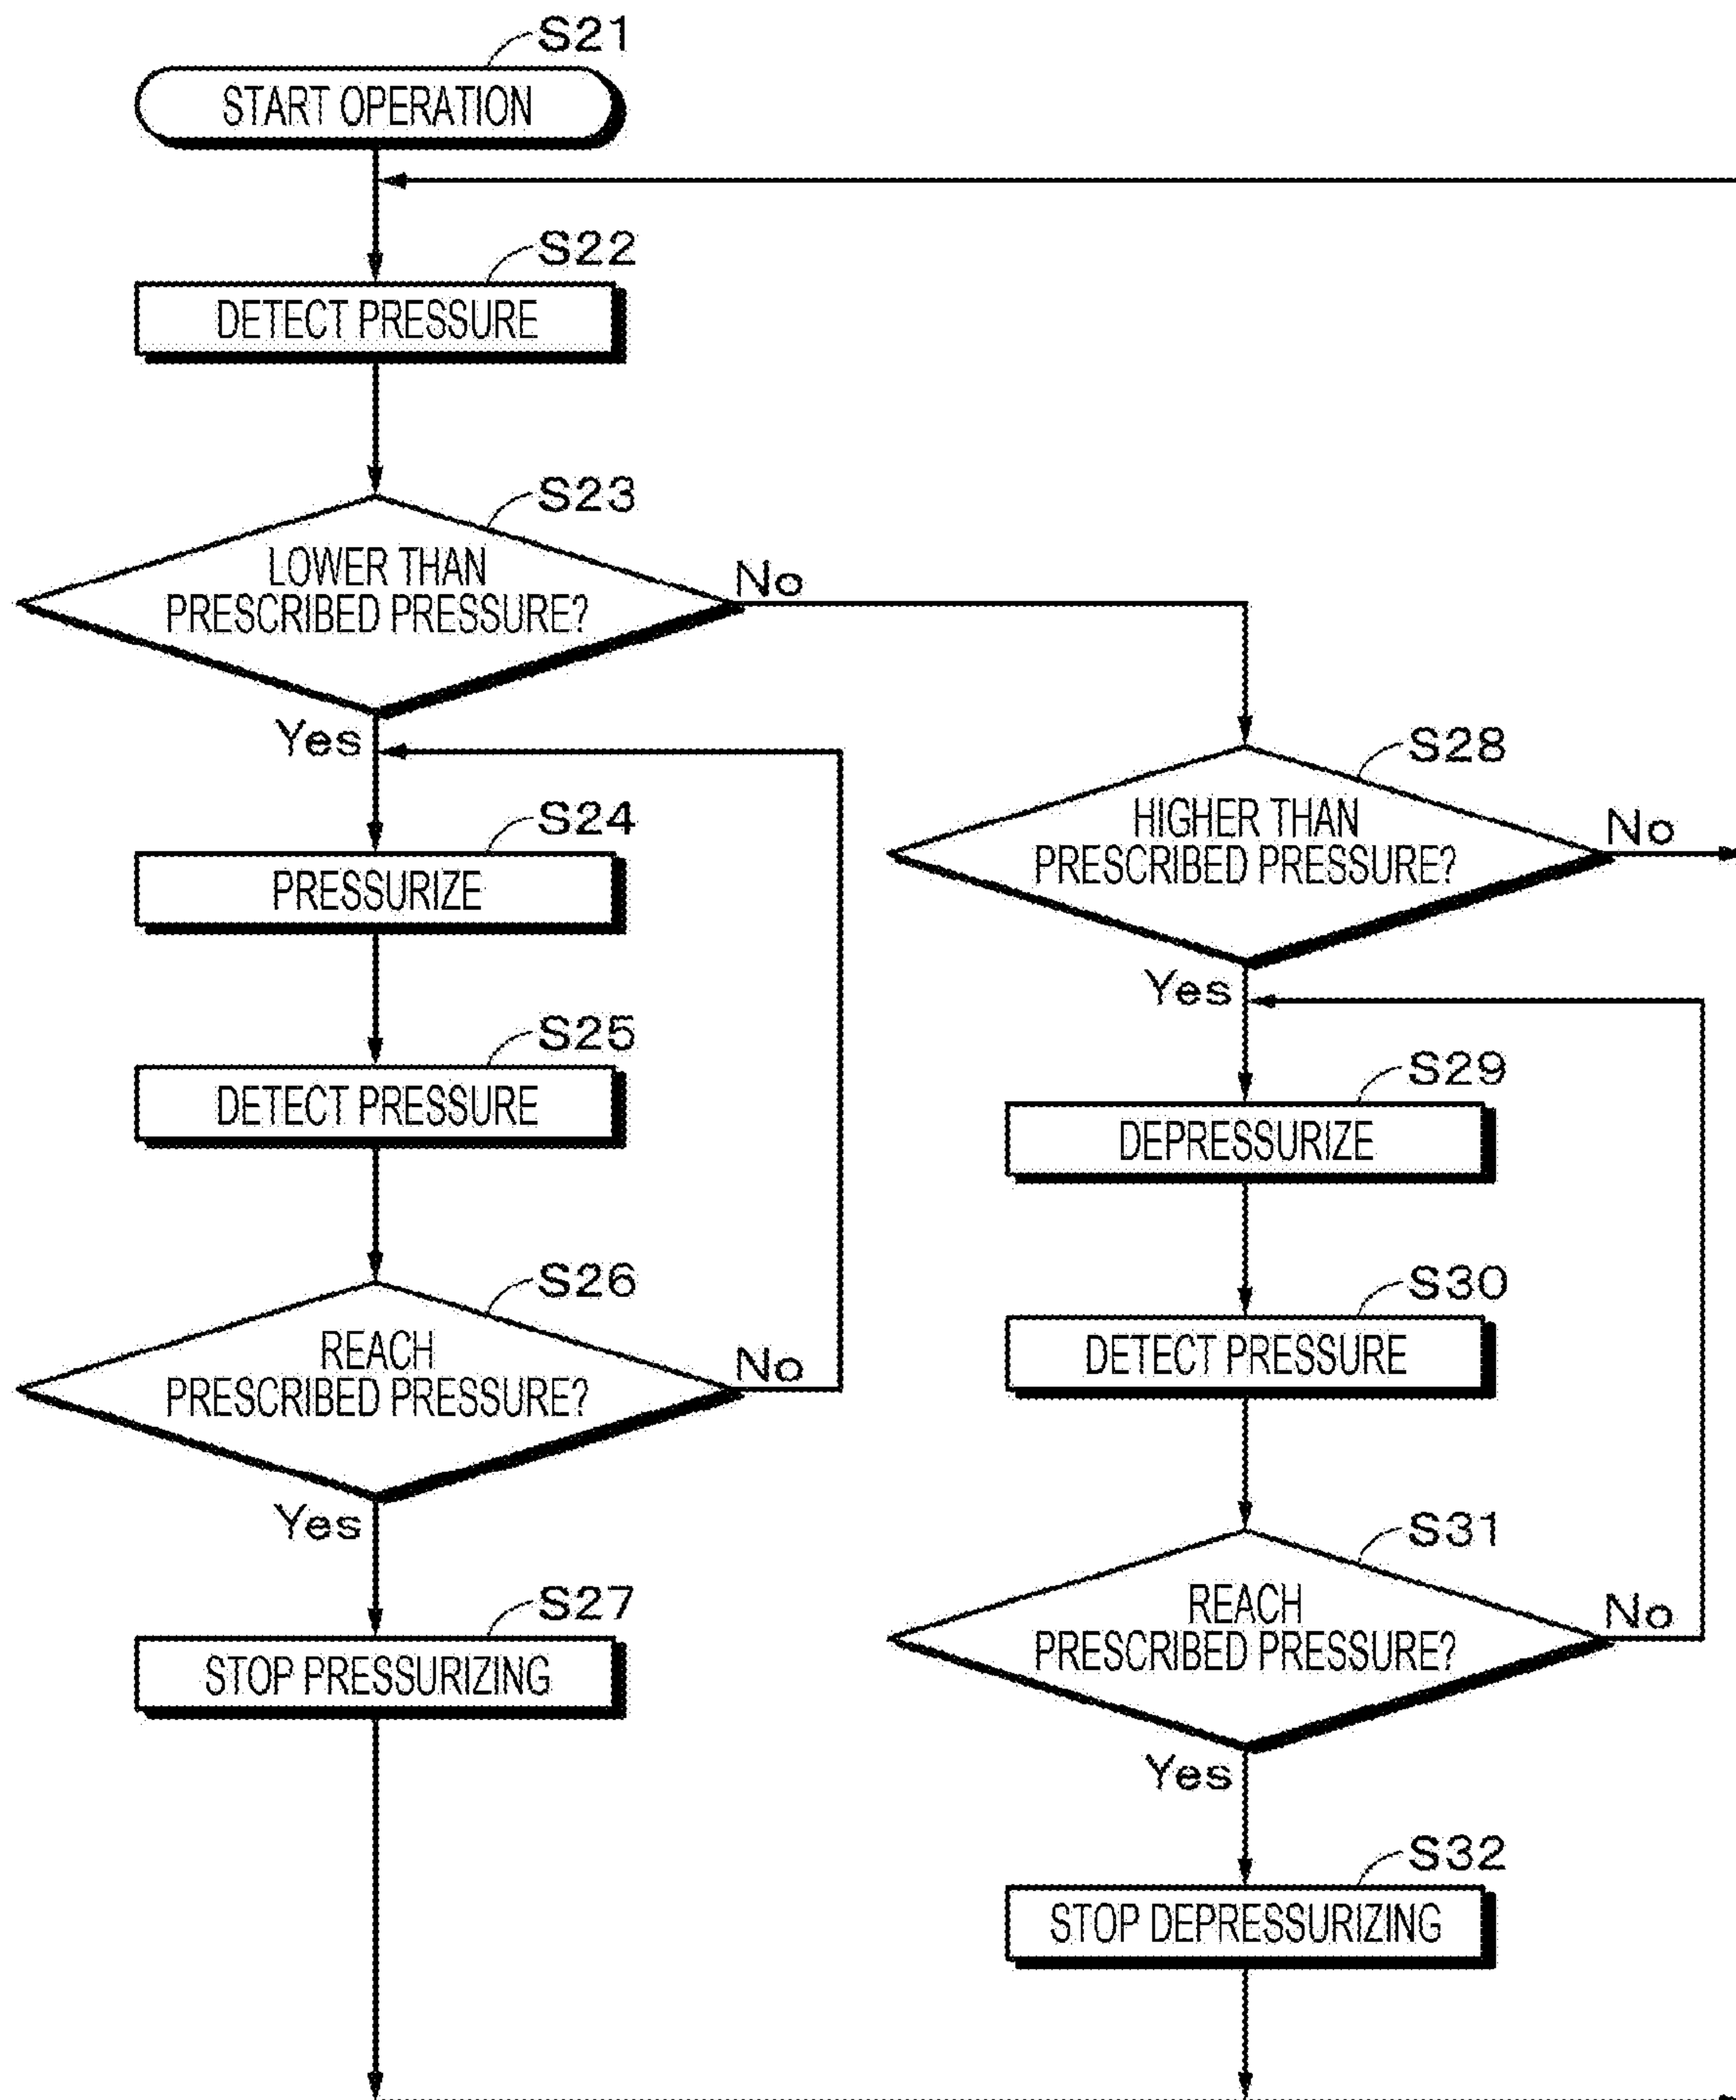 S21
START OPERATION
S22
DETECT PRESSURE
S23
LOWER THAN
PRESCRIBED PRESSURE?
No
Yes
S24
PRESSURIZE
S25
DETECT PRESSURE
S26
REACH
PRESCRIBED PRESSURE?
No
Yes
S27
STOP PRESSURIZING
S28
HIGHER THAN
PRESCRIBED PRESSURE?
No
Yes
S29
DEPRESSURIZE
S30
DETECT PRESSURE
S31
REACH
PRESCRIBED PRESSURE?
No
Yes
S32
STOP DEPRESSURIZING